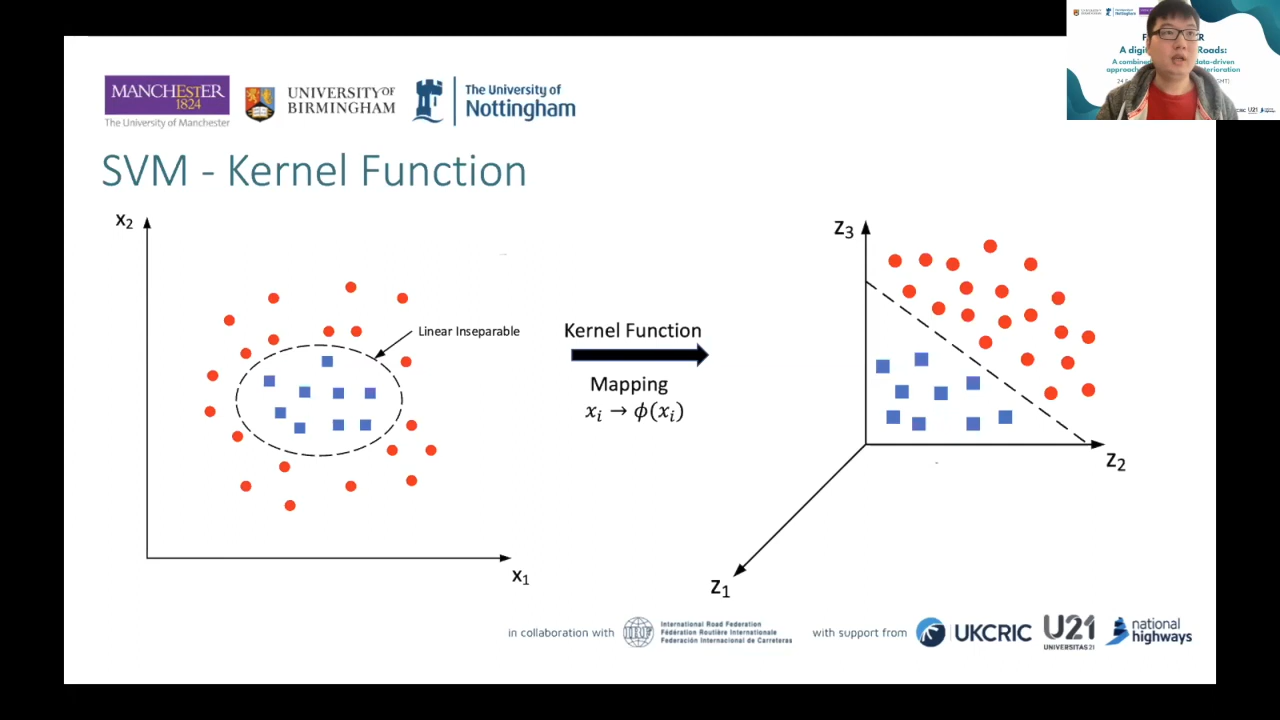 MANCHESTER
1824
The University of Manchester
UNIVERSITY OF
BIRMINGHAM
The University of
Nottingham
SVM - Kernel Function
x2
Linear Inseparable
x1
Kernel Function
Mapping
𝑥ᵢ → 𝜙(𝑥ᵢ)
z3
z2
z1
in collaboration with
IRF
International Road Federation
Fédération Routière Internationale
Federación Internacional de Carreteras
with support from
UKCRIC
U21
UNIVERSITAS 21
national
highways
A digi
Roads:
A combin
data-driven
approach
terioration